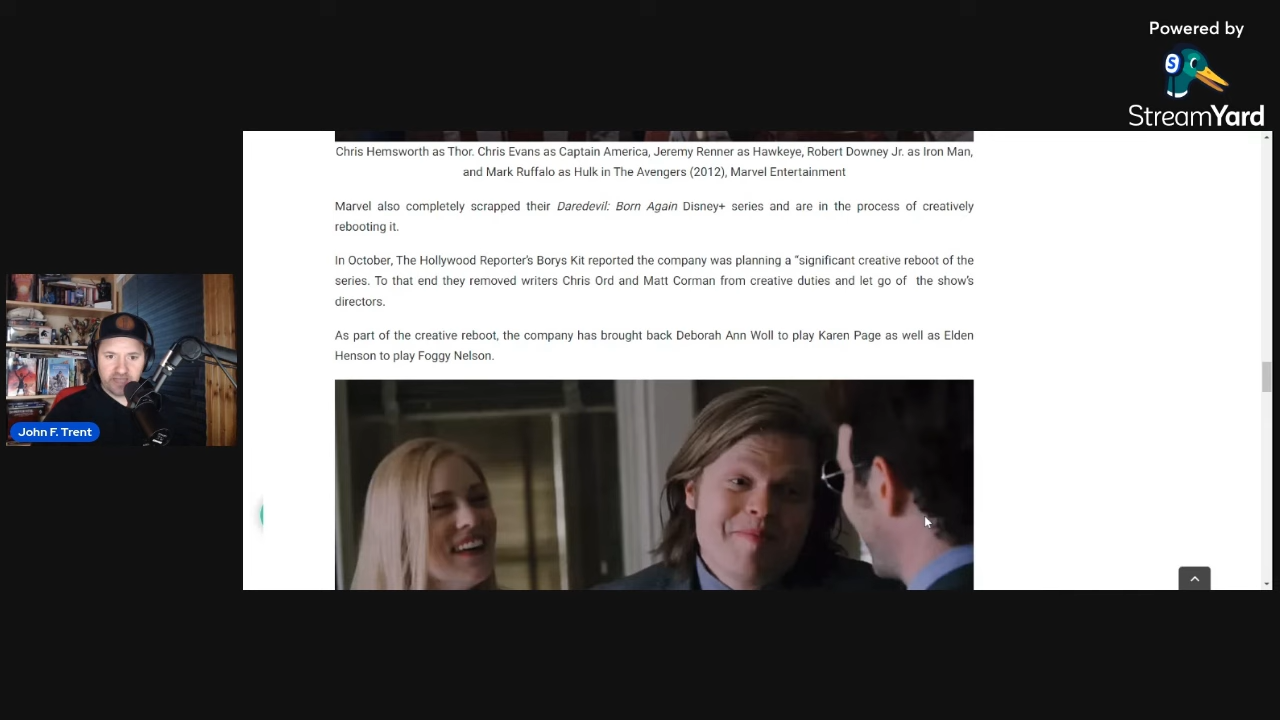 Powered by
S
StreamYard
Chris Hemsworth as Thor. Chris Evans as Captain America, Jeremy Renner as Hawkeye, Robert Downey Jr. as Iron Man,
and Mark Ruffalo as Hulk in The Avengers (2012), Marvel Entertainment
Marvel also completely scrapped their Daredevil: Born Again Disney+ series and are in the process of creatively
rebooting it.
In October, The Hollywood Reporter's Borys Kit reported the company was planning a “significant creative reboot of the
series. To that end they removed writers Chris Ord and Matt Corman from creative duties and let go of the show's
directors.
As part of the creative reboot, the company has brought back Deborah Ann Woll to play Karen Page as well as Elden
Henson to play Foggy Nelson.
John F. Trent